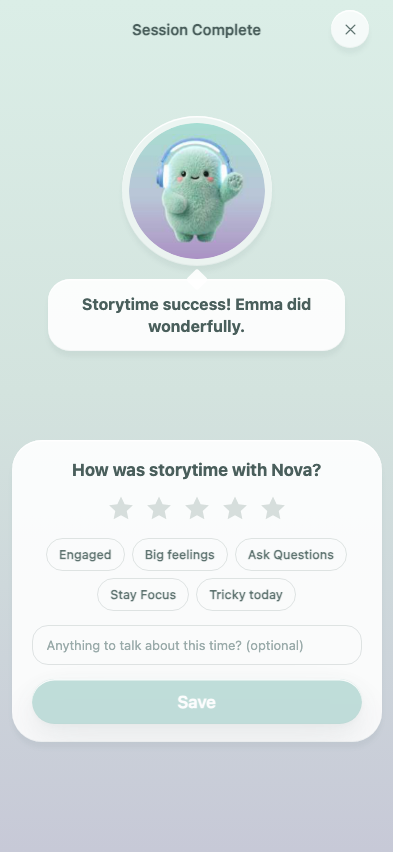 Session Complete
Storytime success! Emma did
wonderfully.
How was storytime with Nova?
Engaged
Big feelings
Ask Questions
Stay Focus
Tricky today
Anything to talk about this time? (optional)
Save